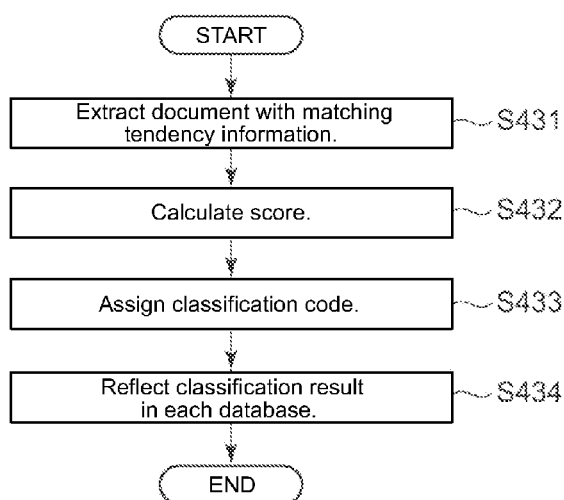 START
Extract document with matching
tendency information.
S431
Calculate score.
S432
Assign classification code.
S433
Reflect classification result
in each database.
S434
END